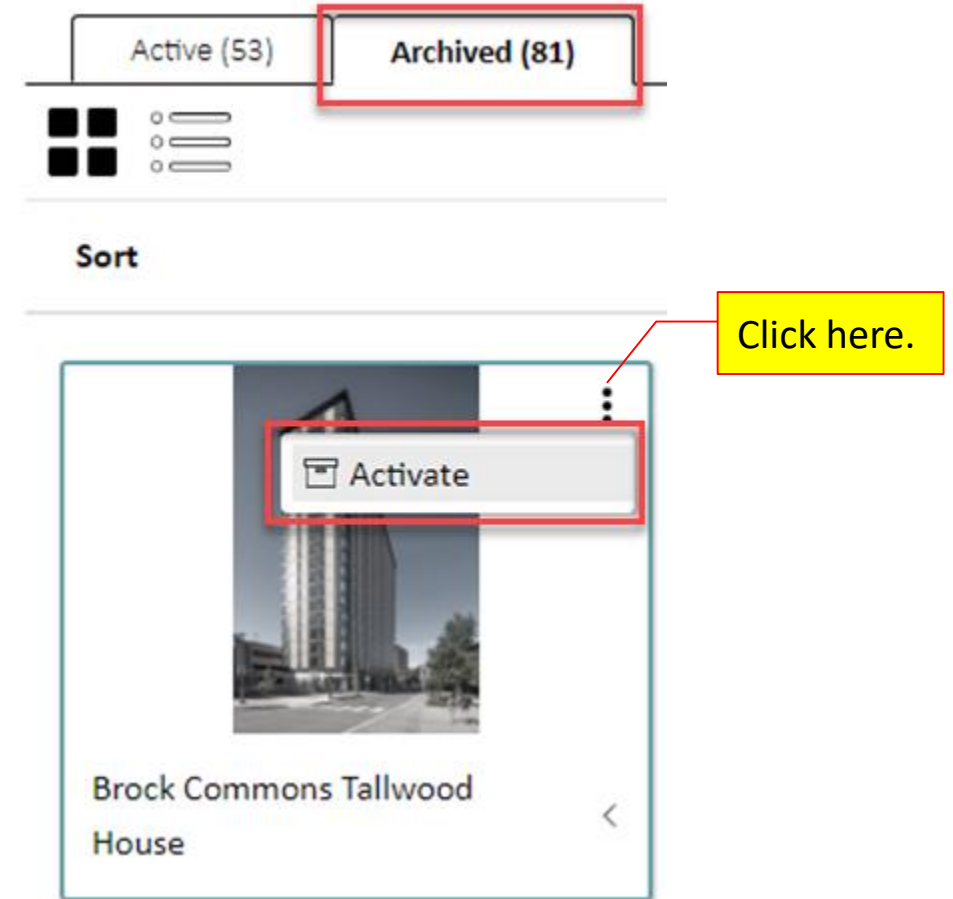 Active (53)
Archived (81)
Sort
Click here.
Activate
Brock Commons Tallwood
House